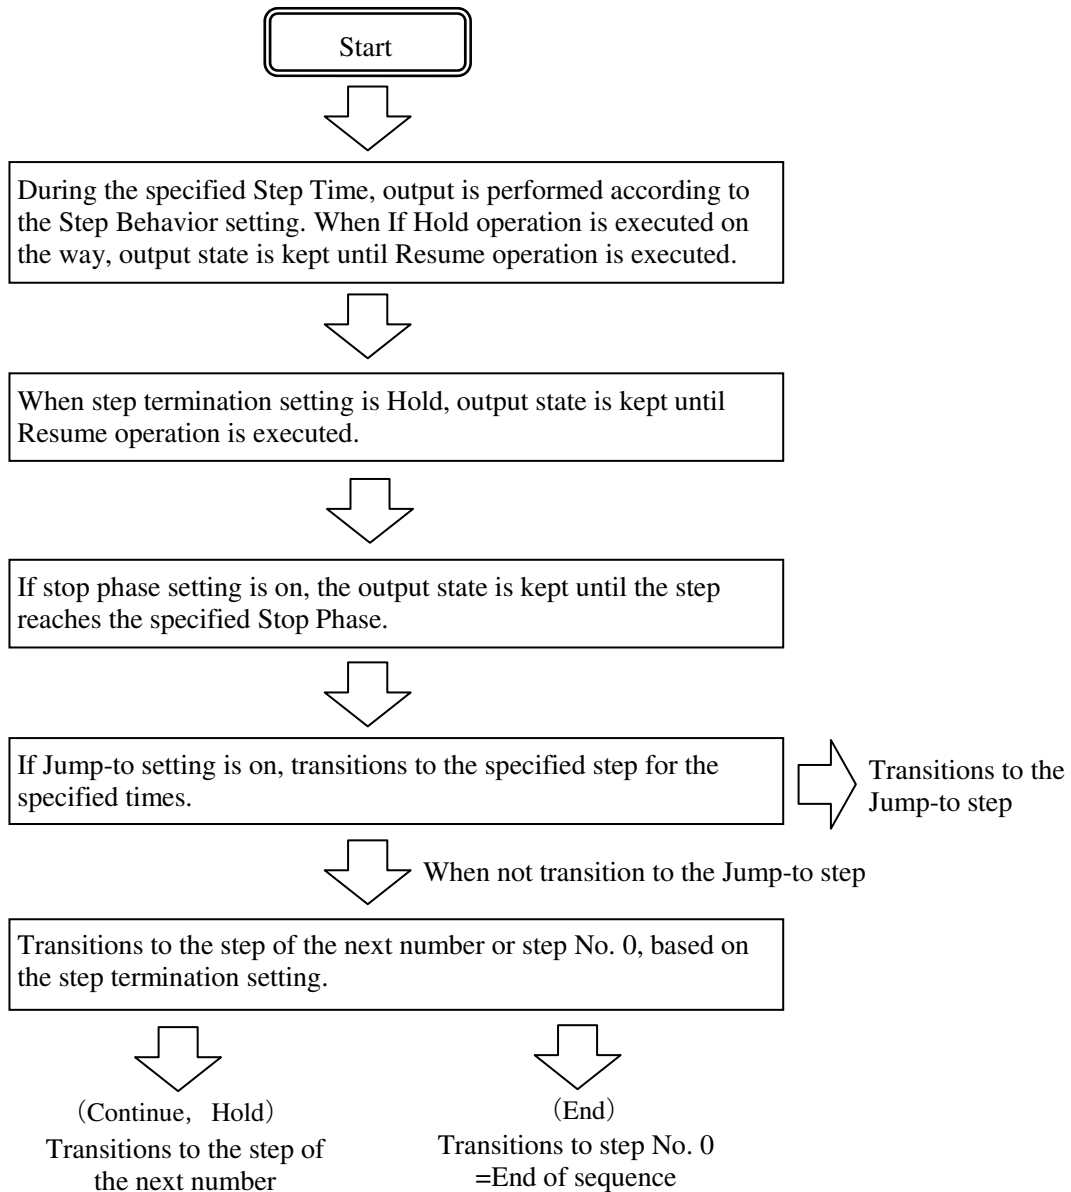 Start
During the specified Step Time, output is performed according to
the Step Behavior setting. When If Hold operation is executed on
the way, output state is kept until Resume operation is executed.
When step termination setting is Hold, output state is kept until
Resume operation is executed.
If stop phase setting is on, the output state is kept until the step
reaches the specified Stop Phase.
If Jump-to setting is on, transitions to the specified step for the
specified times.
Transitions to the
Jump-to step
When not transition to the Jump-to step
Transitions to the step of the next number or step No. 0, based on
the step termination setting.
（Continue, Hold）
Transitions to the step of
the next number
（End）
Transitions to step No. 0
=End of sequence